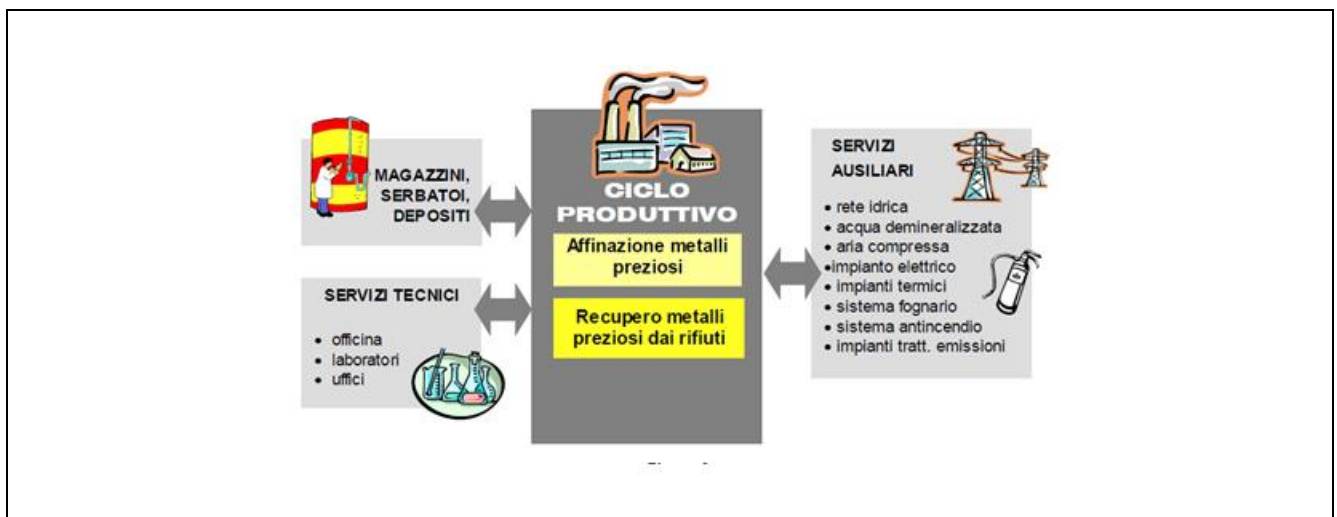 MAGAZZINI,
SERBATOI,
DEPOSITI
SERVIZI TECNICI
• officina
• laboratori
• uffici
CICLO
PRODUTTIVO
Affinazione metalli
preziosi
Recupero metalli
preziosi dai rifiuti
SERVIZI
AUSILIARI
• rete idrica
• acqua demineralizzata
• aria compressa
•impianto elettrico
• impianti termici
• sistema fognario
• sistema antincendio
• impianti tratt. emissioni